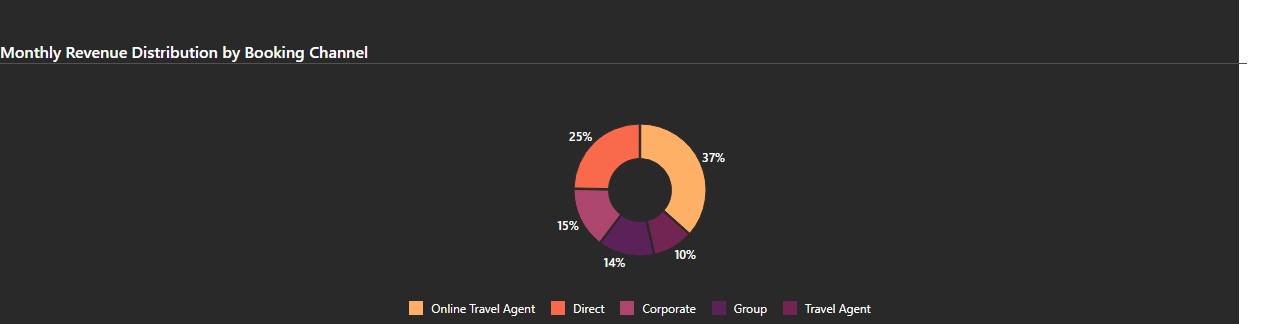 Monthly Revenue Distribution by Booking Channel
25%
37%
15%
14%
10%
Online Travel Agent Direct Corporate Group Travel Agent